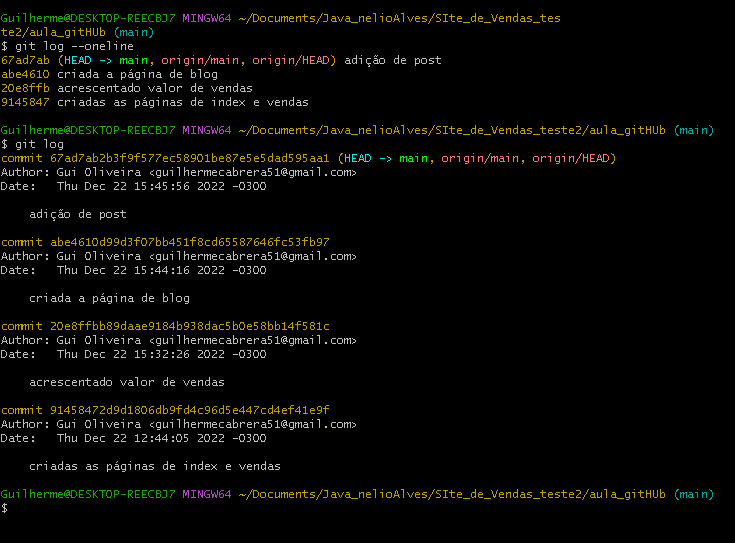 Guilherme@DESKTOP-REECBJ7 MINGW64 ~/Documents/Java_nelioAlves/SIte_de_Vendas_tes
te2/aula_gitHUb (main)
$ git log --oneline
67ad7ab (HEAD -> main, origin/main, origin/HEAD) adição de post
abe4610 criada a página de blog
20e8ffb acrescentado valor de vendas
9145847 criadas as páginas de index e vendas
Guilherme@DESKTOP-REECBJ7 MINGW64 ~/Documents/Java_nelioAlves/SIte_de_Vendas_teste2/aula_gitHUb (main)
$ git log
commit 67ad7ab2b3f9f577ec58901be87e5e5dad595aa1 (HEAD -> main, origin/main, origin/HEAD)
Author: Gui Oliveira <guilhermecabrera51@gmail.com>
Date:   Thu Dec 22 15:45:56 2022 -0300
    adição de post
commit abe4610d99d3f07bb451f8cd65587646fc53fb97
Author: Gui Oliveira <guilhermecabrera51@gmail.com>
Date:   Thu Dec 22 15:44:16 2022 -0300
    criada a página de blog
commit 20e8ffbb89daae9184b938dac5b0e58bb14f581c
Author: Gui Oliveira <guilhermecabrera51@gmail.com>
Date:   Thu Dec 22 15:32:26 2022 -0300
    acrescentado valor de vendas
commit 91458472d9d1806db9fd4c96d5e447cd4ef41e9f
Author: Gui Oliveira <guilhermecabrera51@gmail.com>
Date:   Thu Dec 22 12:44:05 2022 -0300
    criadas as páginas de index e vendas
Guilherme@DESKTOP-REECBJ7 MINGW64 ~/Documents/Java_nelioAlves/SIte_de_Vendas_teste2/aula_gitHUb (main)
$